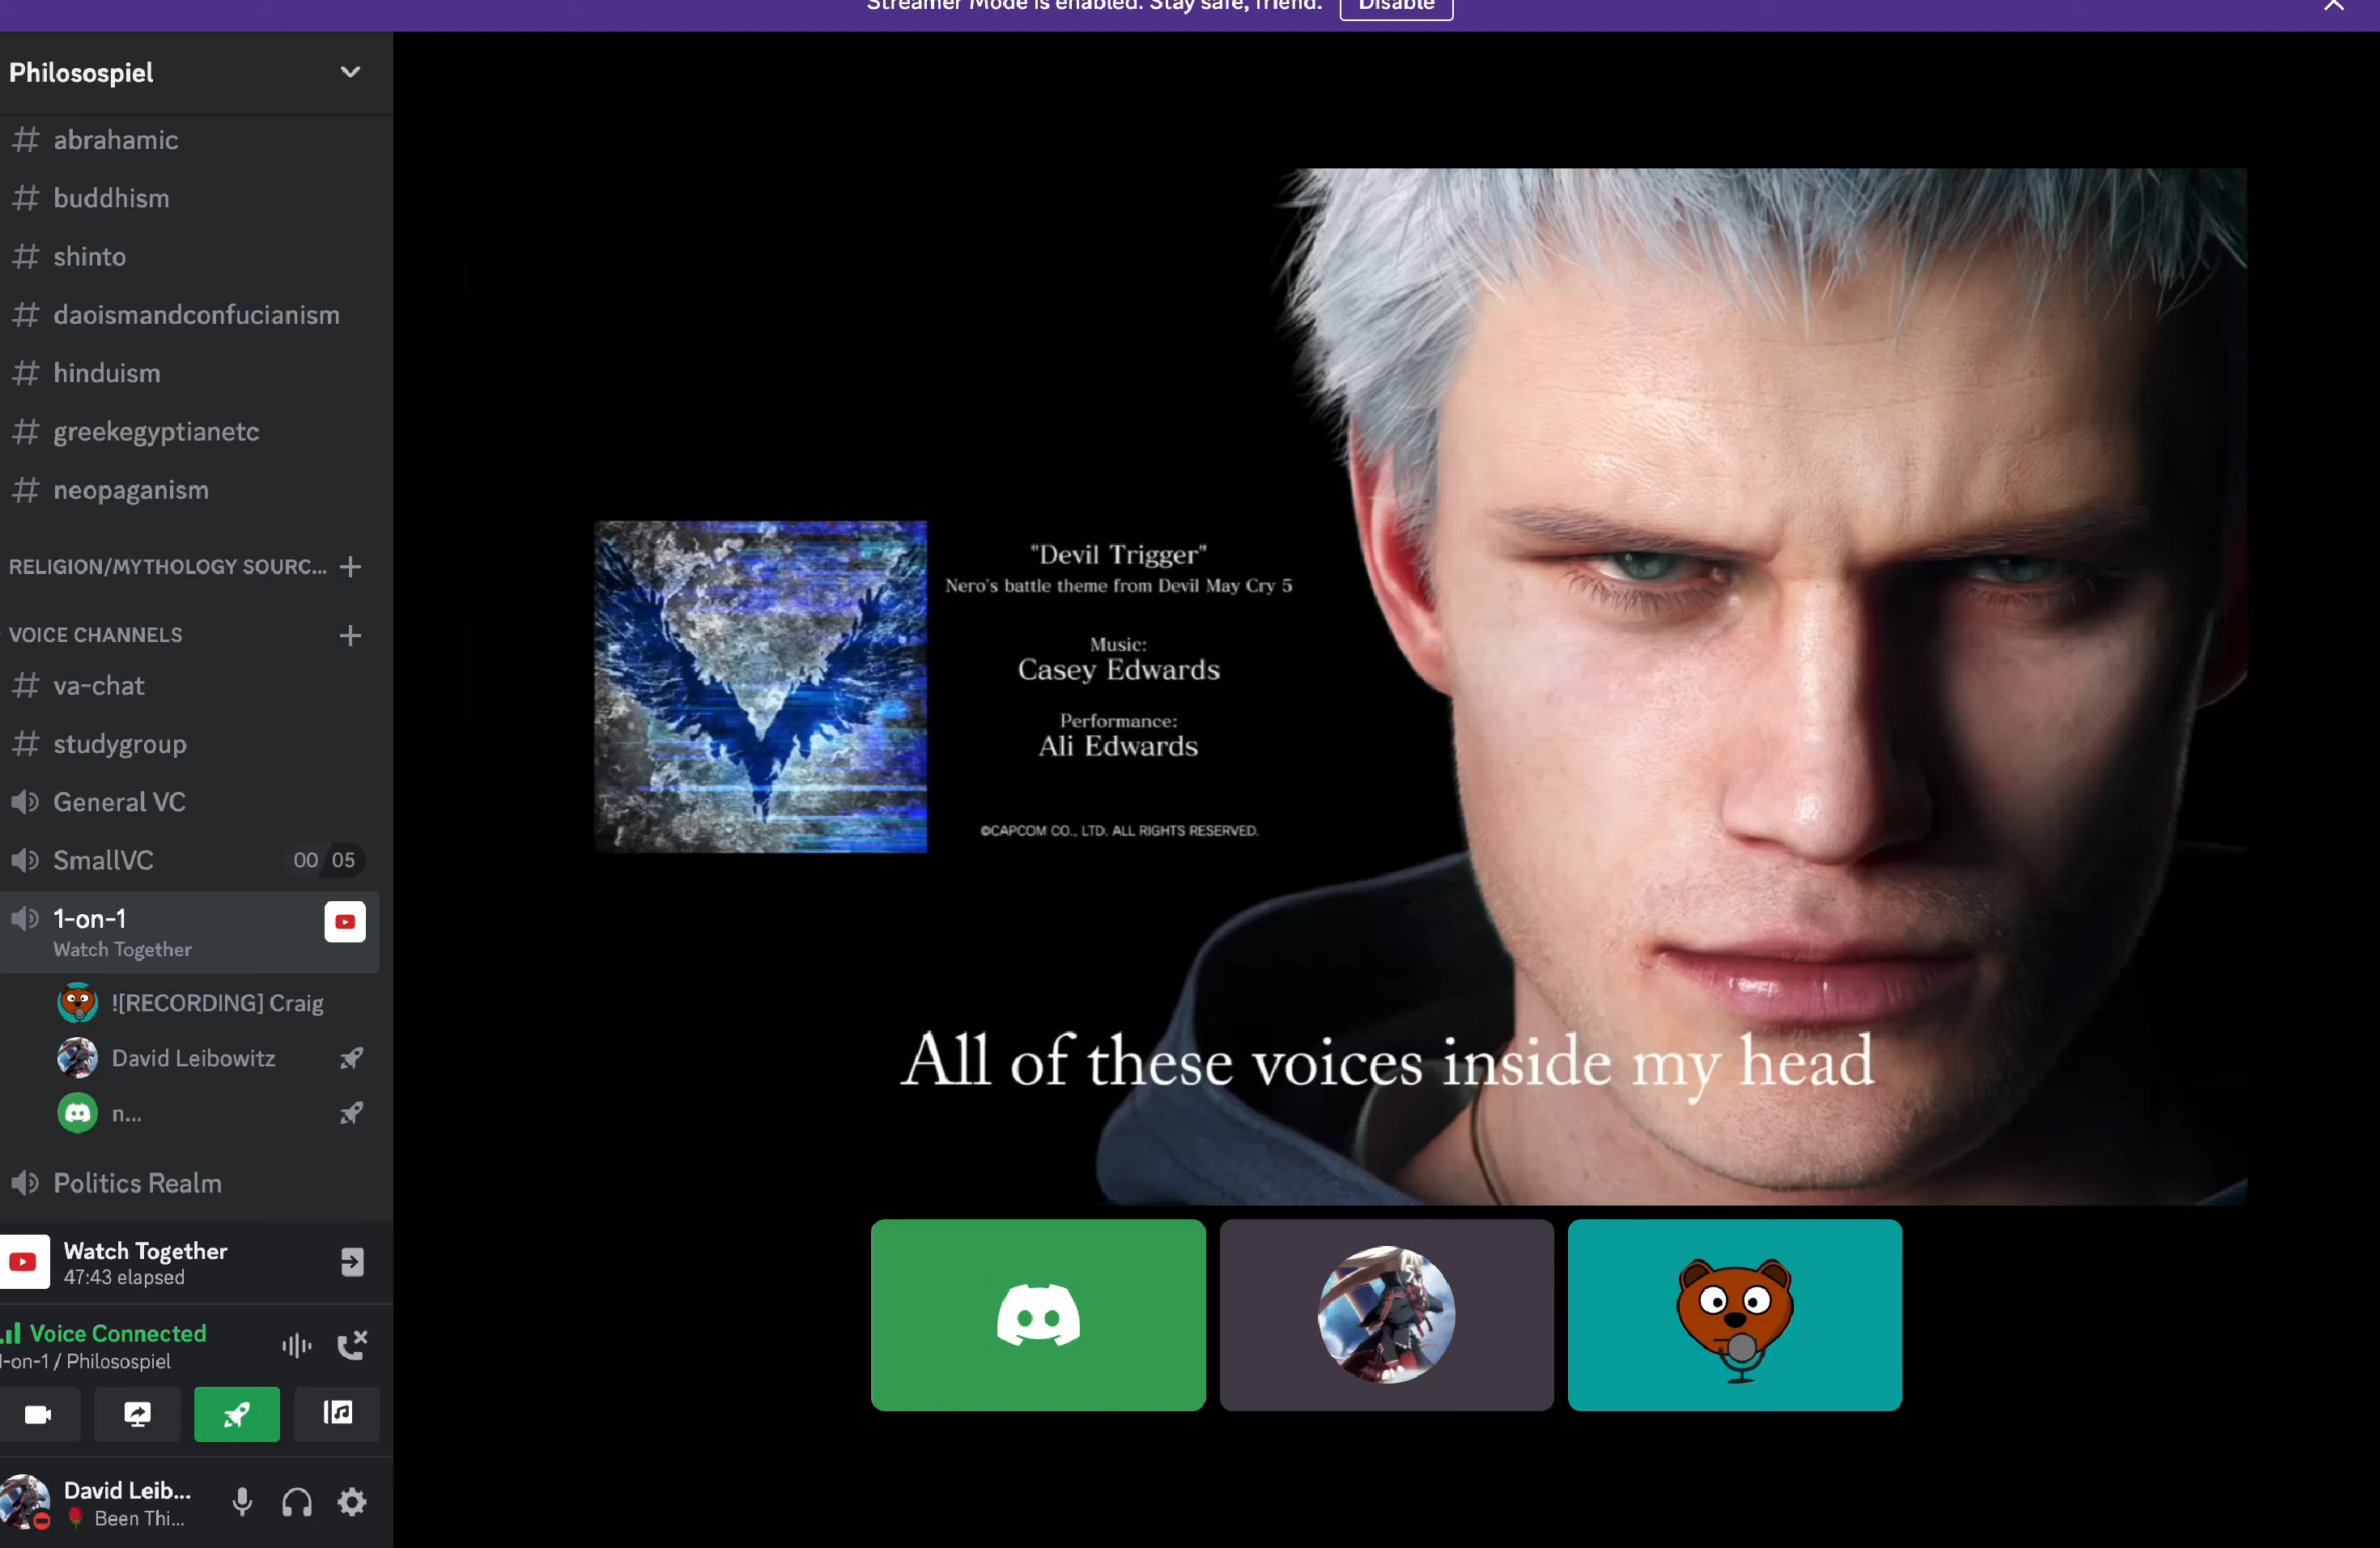 Streamer Mode is enabled. Stay safe, friend.
Disable
Philosospiel
# abrahamic
# buddhism
# shinto
# daoismandconfucianism
# hinduism
# greekegyptianetc
# neopaganism
RELIGION/MYTHOLOGY SOURC... +
VOICE CHANNELS +
# va-chat
# studygroup
General VC
SmallVC 00 05
1-on-1
Watch Together
![RECORDING] Craig
David Leibowitz
n...
Politics Realm
Watch Together
47:43 elapsed
Voice Connected
1-on-1 / Philosospiel
David Leib...
Been Thi...
"Devil Trigger"
Nero's battle theme from Devil May Cry 5
Music:
Casey Edwards
Performance:
Ali Edwards
©CAPCOM CO., LTD. ALL RIGHTS RESERVED.
All of these voices inside my head